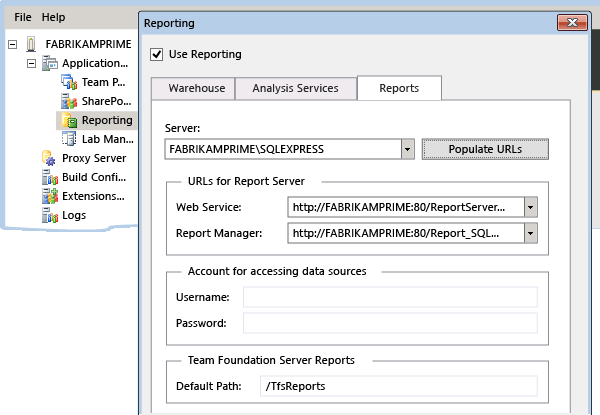 File Help
FABRIKAMPRIME
Application...
Team P...
SharePo...
Reporting
Lab Man...
Proxy Server
Build Confi...
Extensions...
Logs
Reporting
Use Reporting
Warehouse Analysis Services Reports
Server:
FABRIKAMPRIME\SQLEXPRESS Populate URLs
URLs for Report Server
Web Service: http://FABRIKAMPRIME:80/ReportServer...
Report Manager: http://FABRIKAMPRIME:80/Report_SQL...
Account for accessing data sources
Username:
Password:
Team Foundation Server Reports
Default Path: /TfsReports